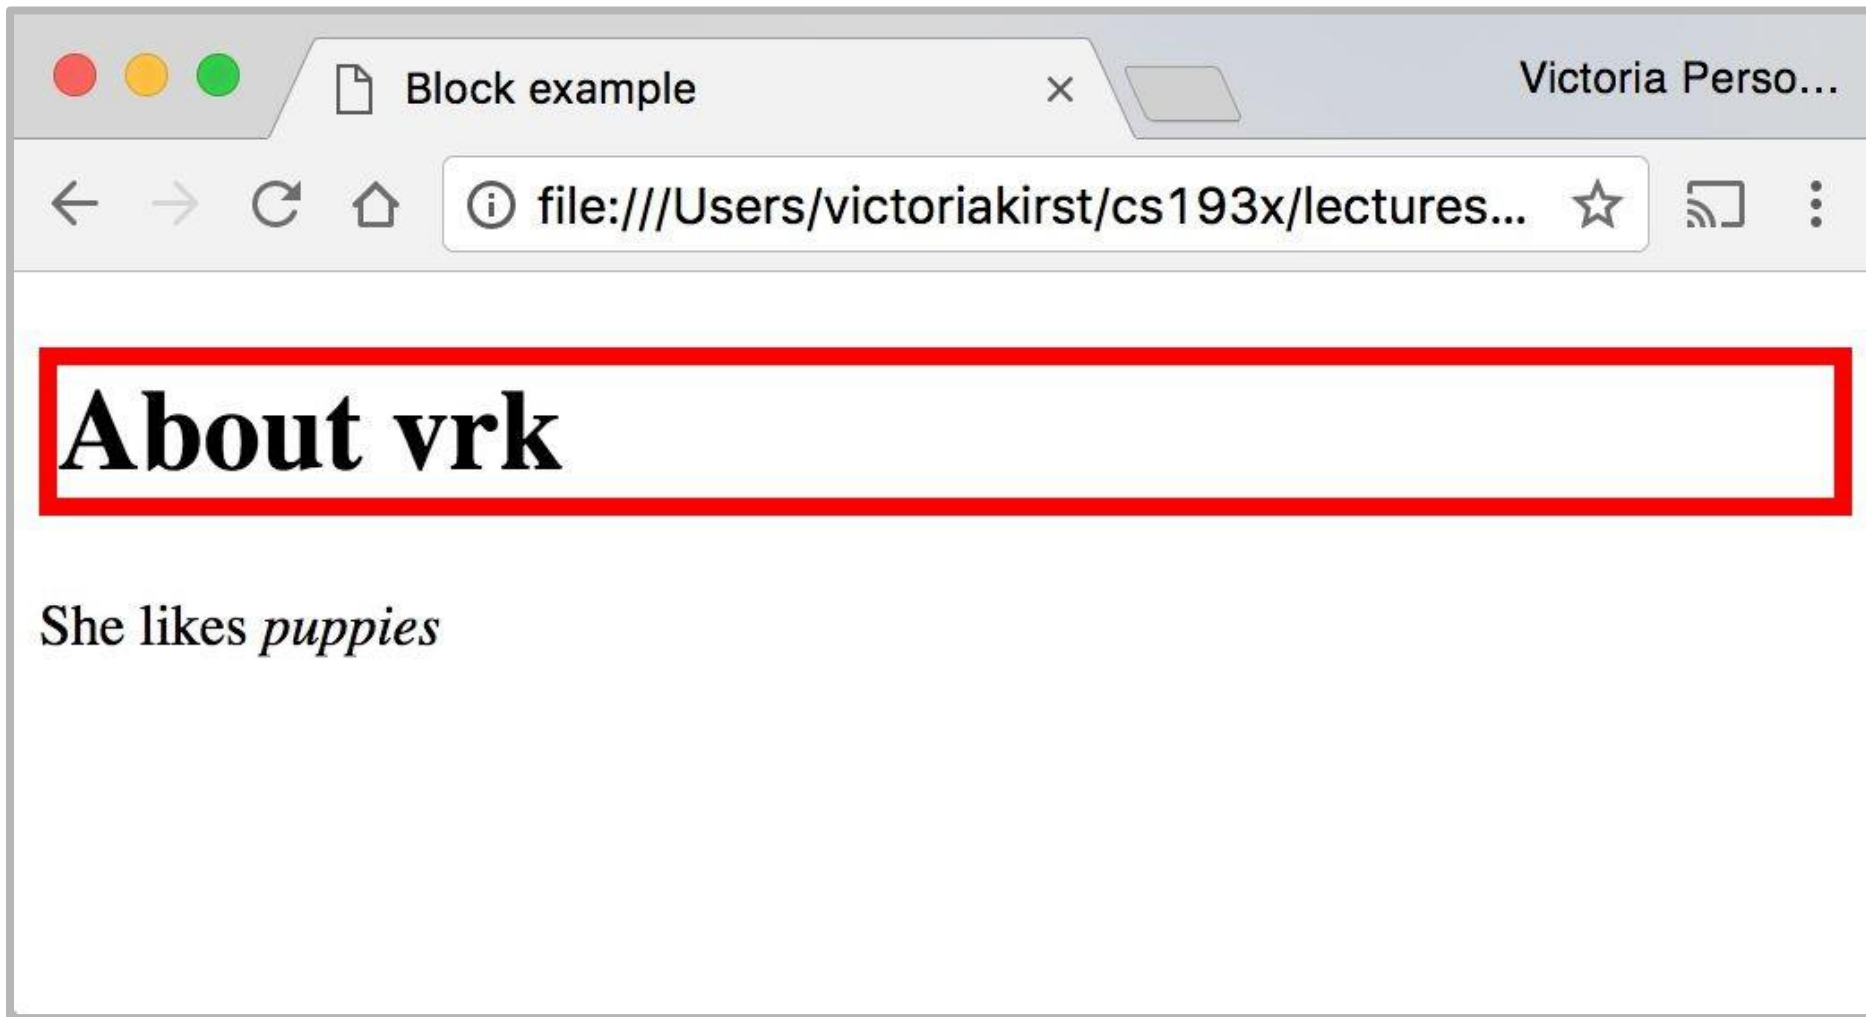 Block example
Victoria Perso...
file:///Users/victoriakirst/cs193x/lectures...
About vrk
She likes puppies